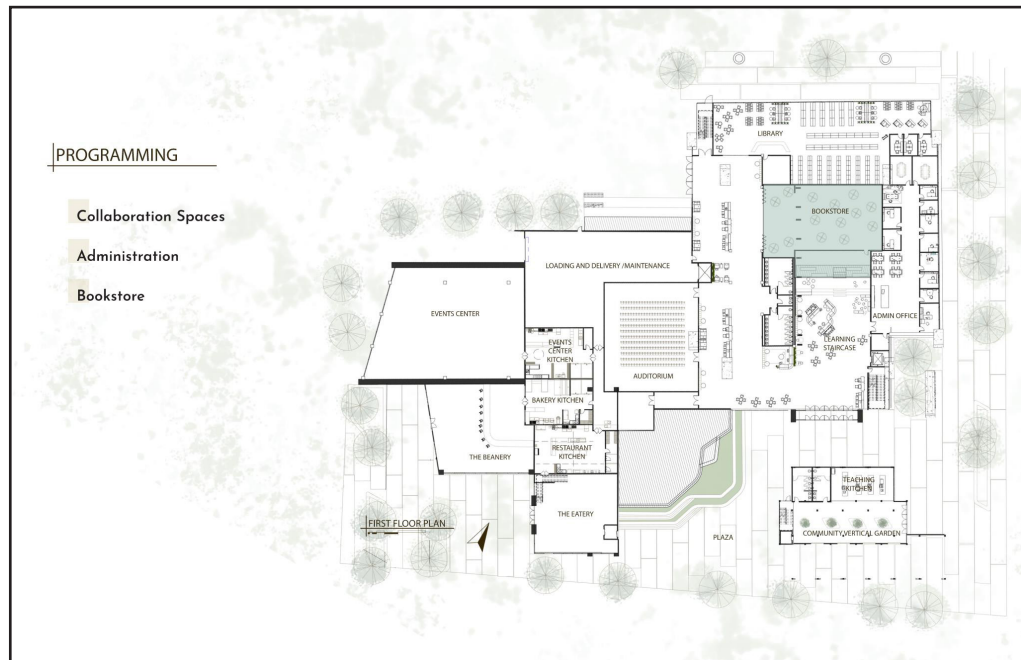 PROGRAMMING
Collaboration Spaces
Administration
Bookstore
LIBRARY
BOOKSTORE
LOADING AND DELIVERY /MAINTENANCE
EVENTS CENTER
ADMIN OFFICE
LEARNING
STAIRCASE
EVENTS
CENTER
KITCHEN
AUDITORIUM
BAKERY KITCHEN
RESTAURANT
KITCHEN
THE BEANERY
TEACHING
KITCHEN
THE EATERY
FIRST FLOOR PLAN
COMMUNITY VERTICAL GARDEN
PLAZA